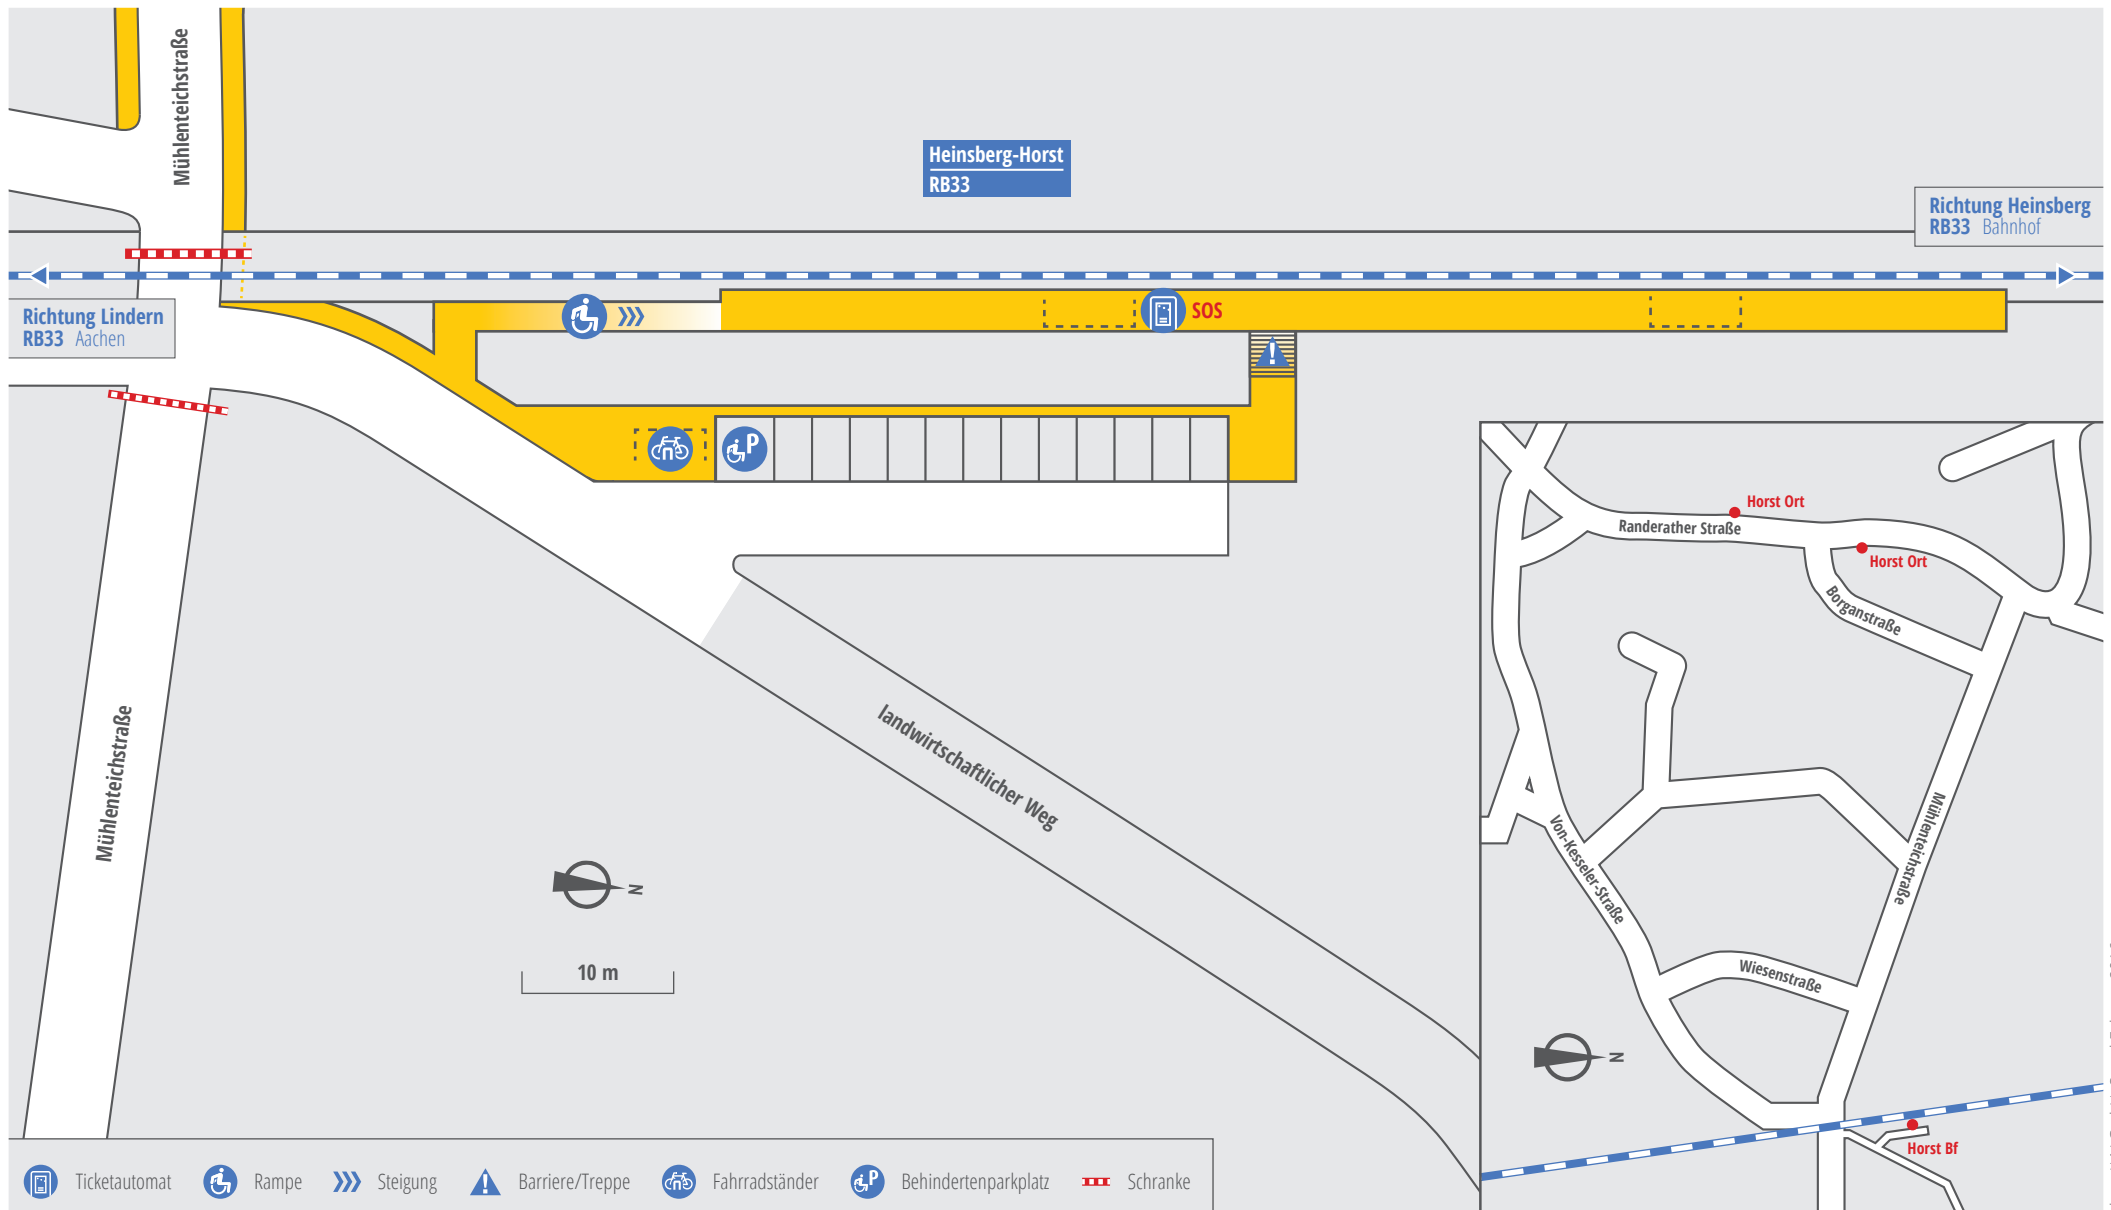 Mühlenteichstraße
Heinsberg-Horst
RB33
Richtung Heinsberg
RB33 Bahnhof
Richtung Lindern
RB33 Aachen
SOS
P
Mühlenteichstraße
landwirtschaftlicher Weg
N
10 m
Horst Ort
Randerather Straße
Horst Ort
Borganstraße
Mühlenteichstraße
Von-Kesseler-Straße
Wiesenstraße
N
Horst Bf
Ticketautomat
Rampe
Steigung
Barriere/Treppe
Fahrradständer
P
Behindertenparkplatz
Schranke